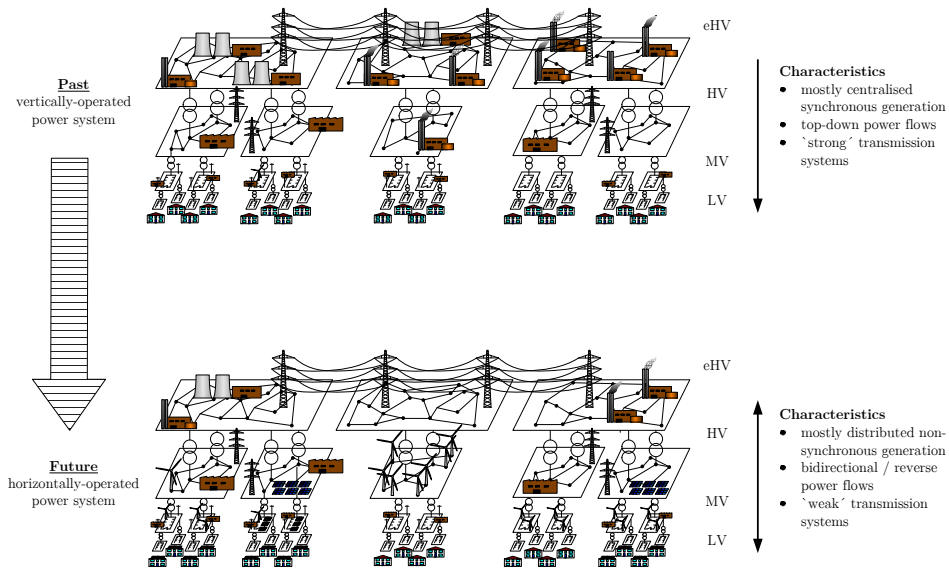 eHV
Past
vertically-operated
power system
HV
MV
LV
Characteristics
• mostly centralised
synchronous generation
• top-down power flows
• `strong´ transmission
systems
eHV
Future
horizontally-operated
power system
HV
MV
LV
Characteristics
• mostly distributed non-
synchronous generation
• bidirectional / reverse
power flows
• `weak´ transmission
systems